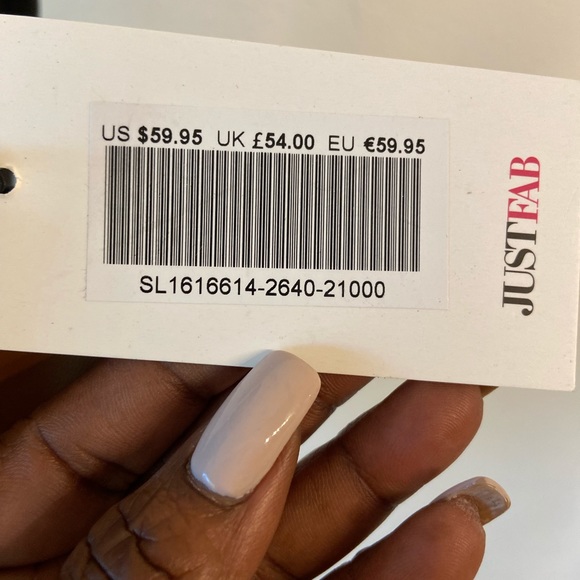 US $59.95 UK £54.00 EU €59.95
SL1616614-2640-21000
JUSTFAB